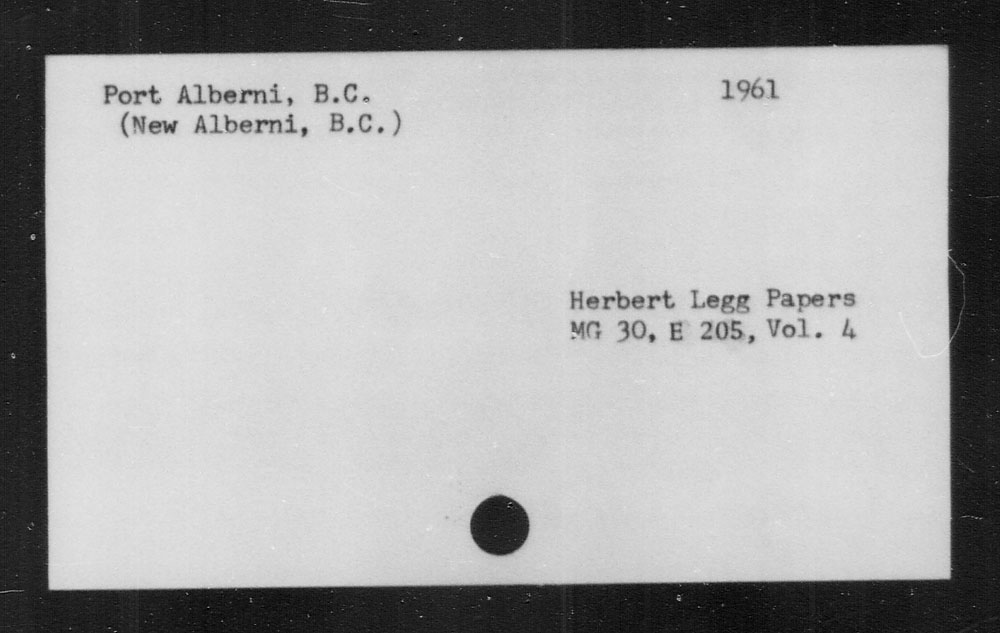 Port Alberni, B.C. 1961
(New Alberni, B.C.)
Herbert Legg Papers
MG 30, E 205, Vol. 4